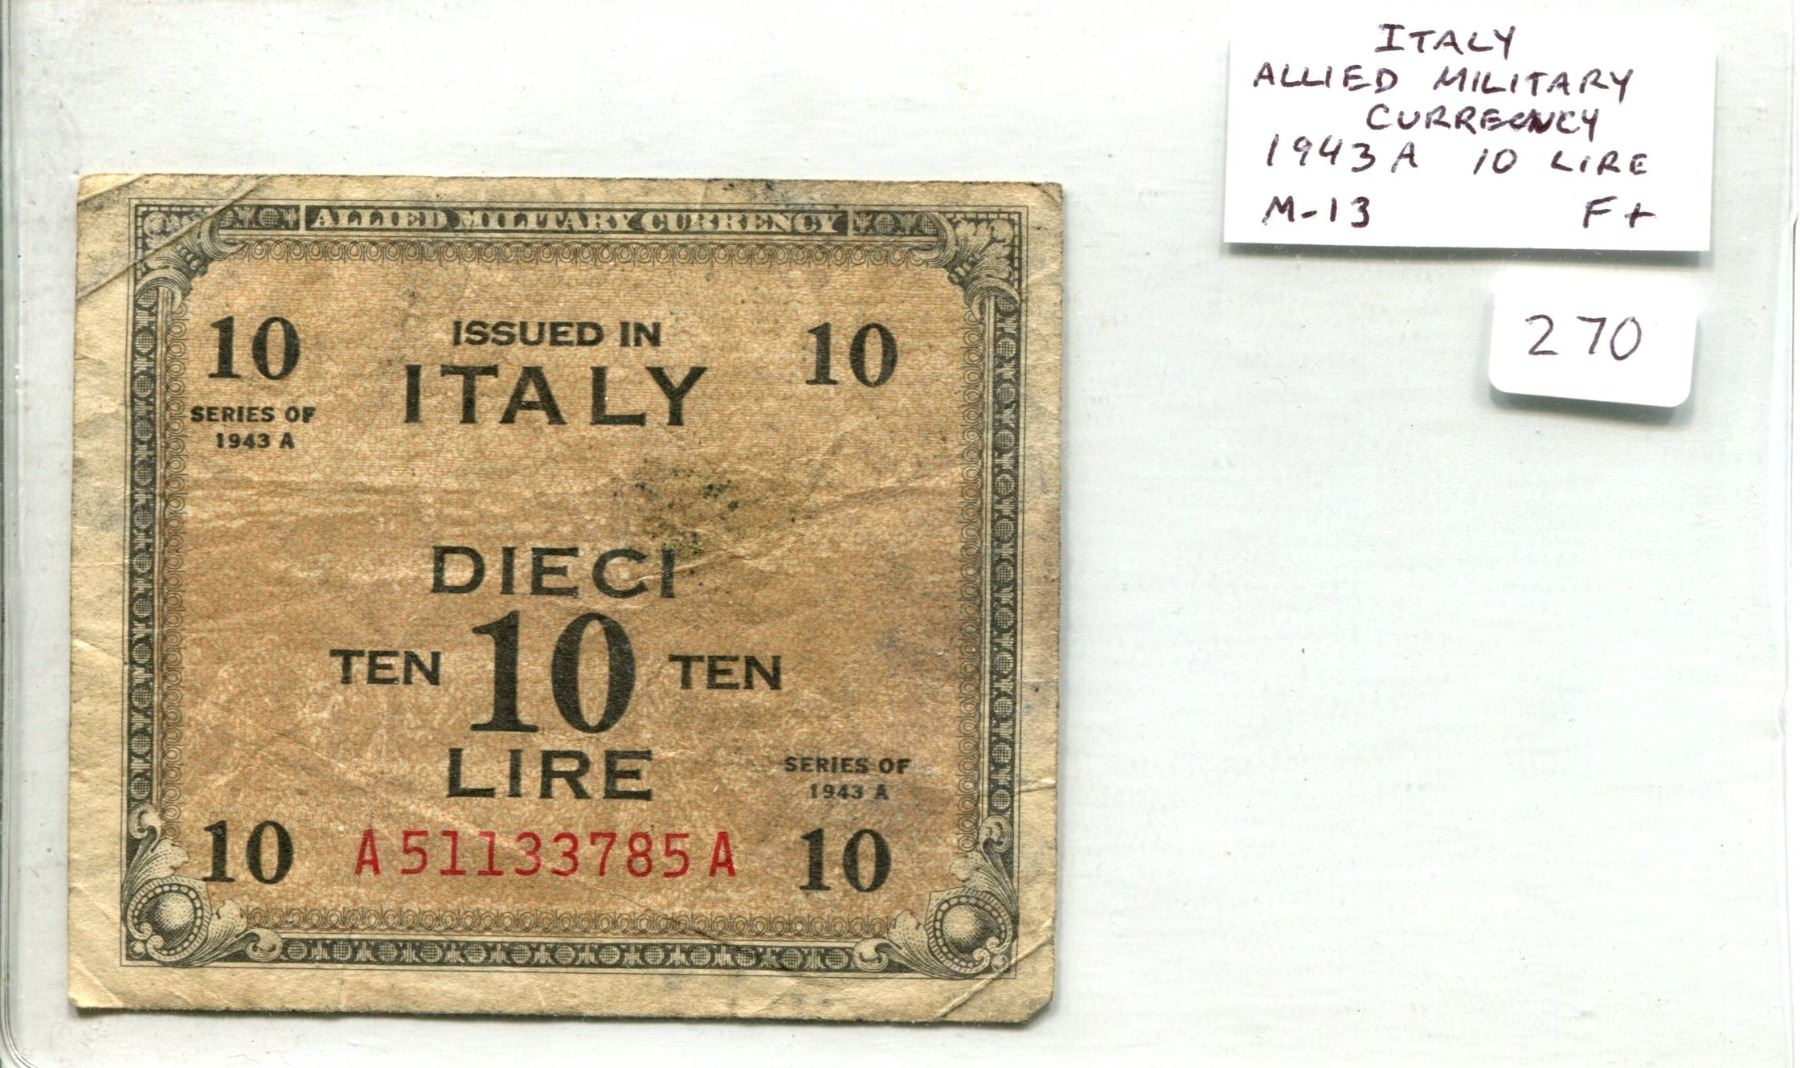 ITALY
ALLIED MILITARY
CURRENCY
1943 A 10 LIRE
M-13 F+
270
ALLIED MILITARY CURRENCY
10 ISSUED IN 10
ITALY
SERIES OF
1943 A
DIECI
TEN 10 TEN
LIRE
SERIES OF
1943 A
10 A51133785A 10